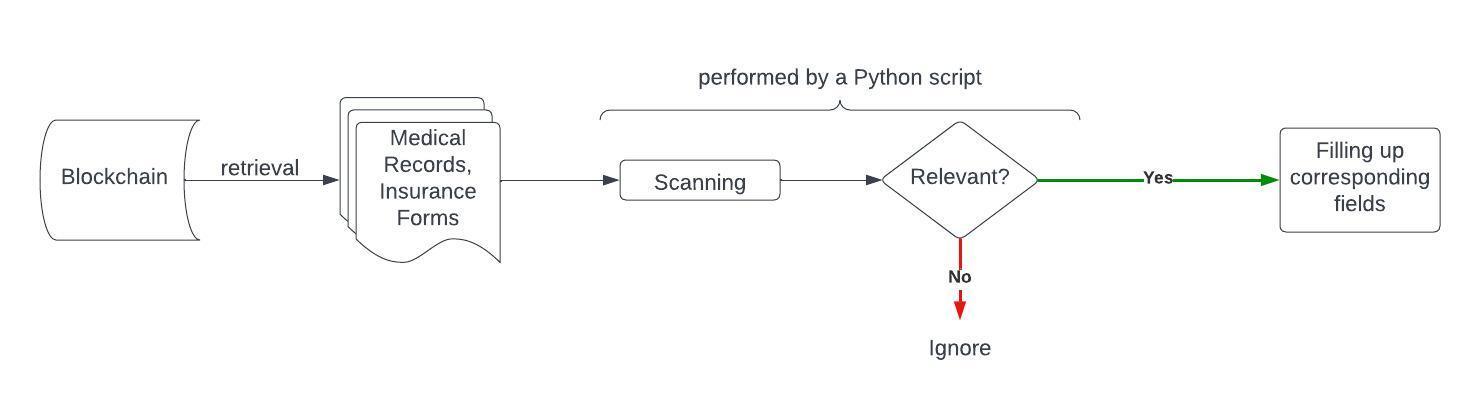 performed by a Python script
Blockchain
retrieval
Medical
Records,
Insurance
Forms
Scanning
Relevant?
Yes
Filling up
corresponding
fields
No
Ignore